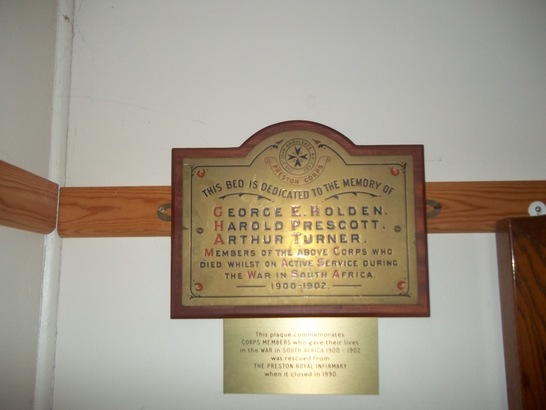 PRESTON CORPS
THIS BED IS DEDICATED TO THE MEMORY OF
GEORGE E. HOLDEN.
HAROLD PRESCOTT.
ARTHUR TURNER.
MEMBERS OF THE ABOVE CORPS WHO
DIED WHILST ON ACTIVE SERVICE DURING
THE WAR IN SOUTH AFRICA.
1900-1902.
This plaque commemorates
CORPS MEMBERS who gave their lives
in the WAR in SOUTH AFRICA 1900 - 1902
was rescued from
THE PRESTON ROYAL INFIRMARY
when it closed in 1990.